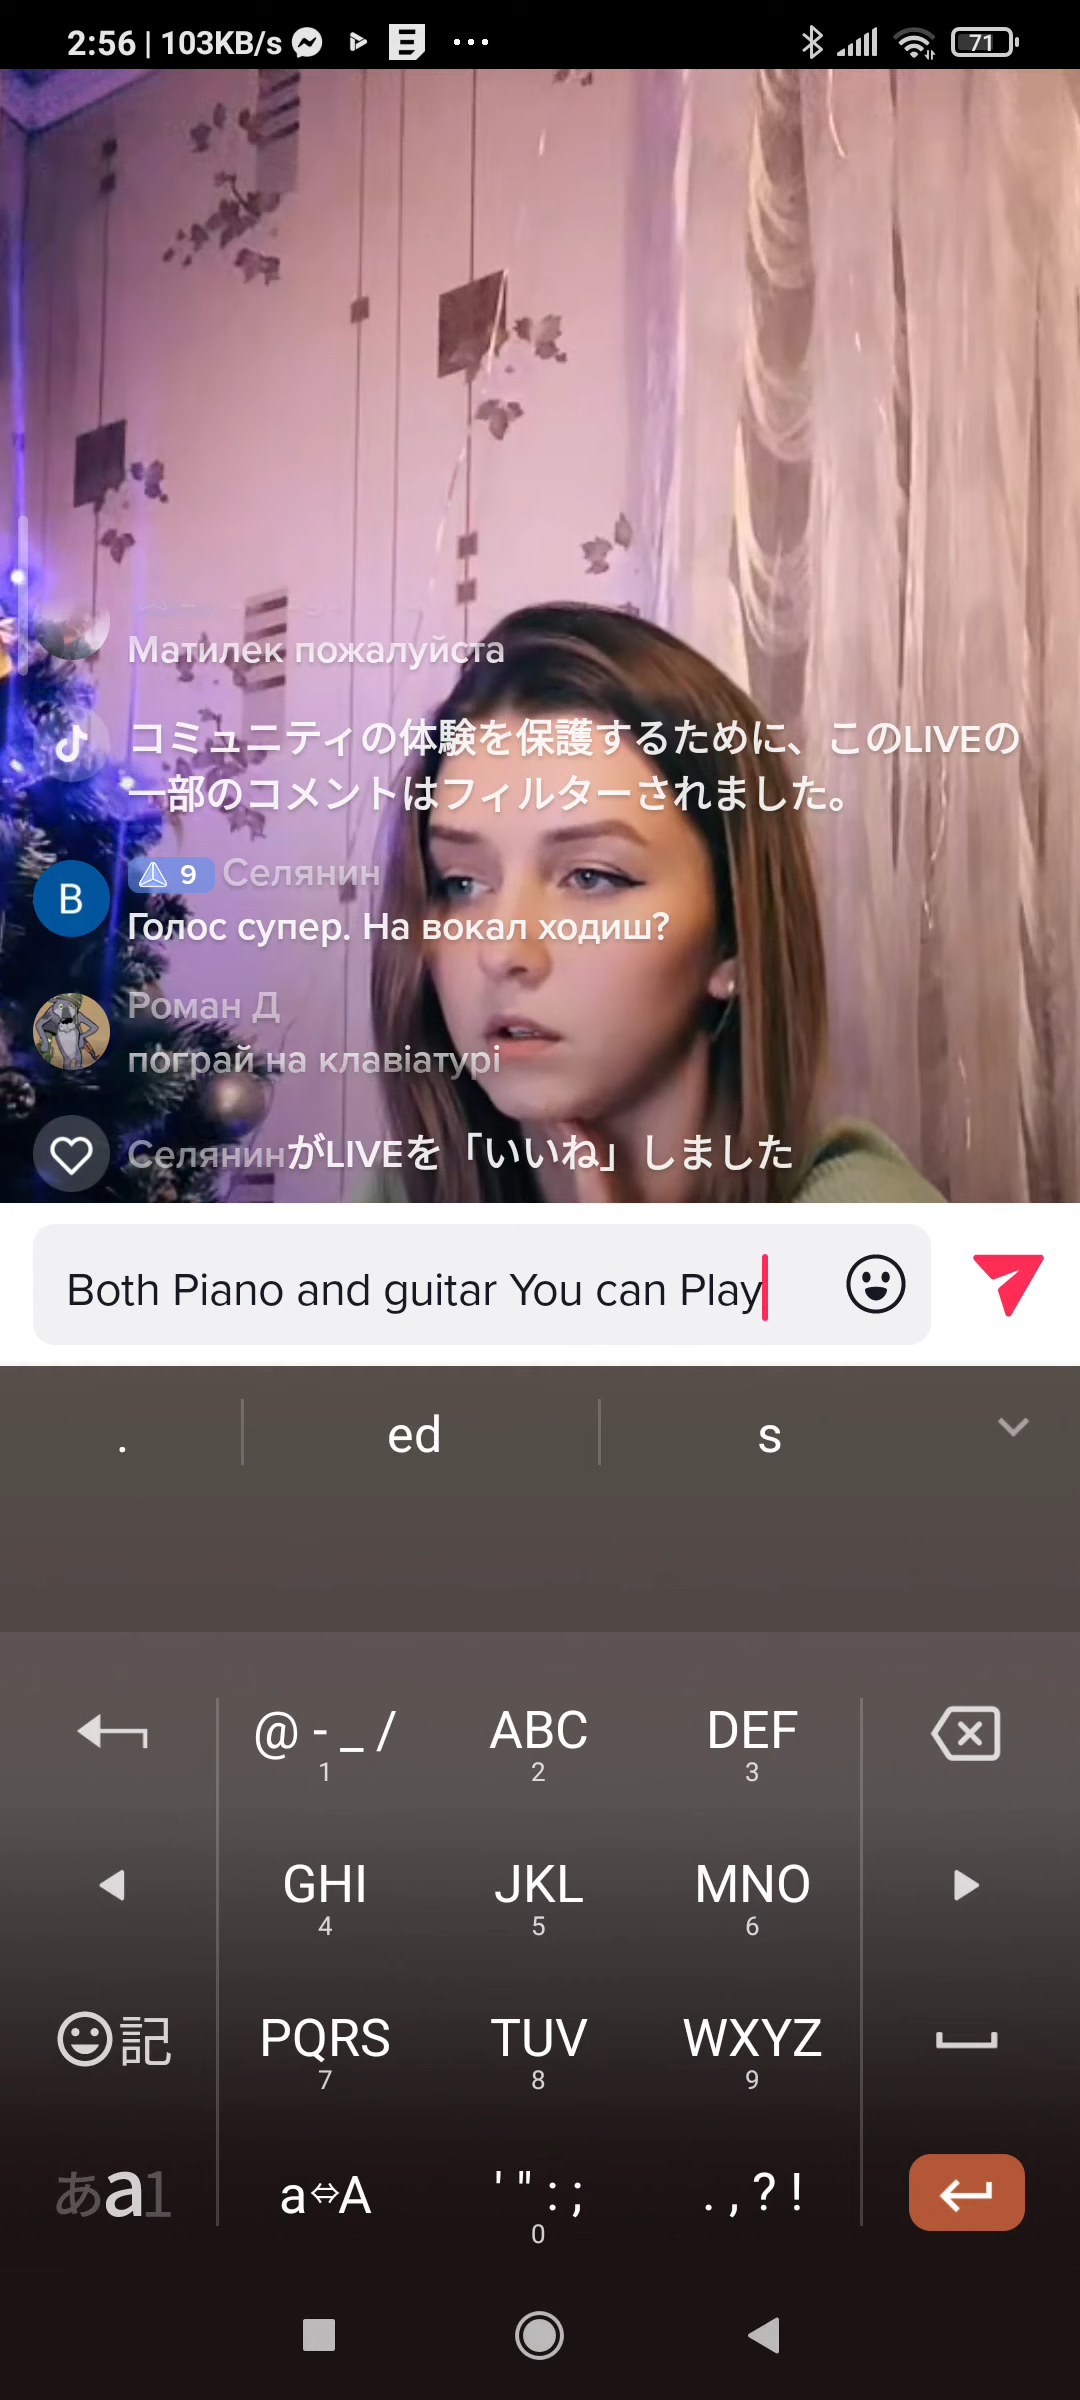 2:56 | 103KB/s
71
Матилек пожалуйста
コミュニティの体験を保護するために、このLIVEの
一部のコメントはフィルターされました。
9 Селянин
B
Голос супер. На вокал ходиш?
Роман Д
пограй на клавіатурі
СелянинがLIVEを「いいね」しました
Both Piano and guitar You can Play
. ed s
@ - _ / ABC DEF
1 2 3
GHI JKL MNO
4 5 6
記 PQRS TUV WXYZ
7 8 9
あa1 a⇔A ' " : ; . , ? !
0